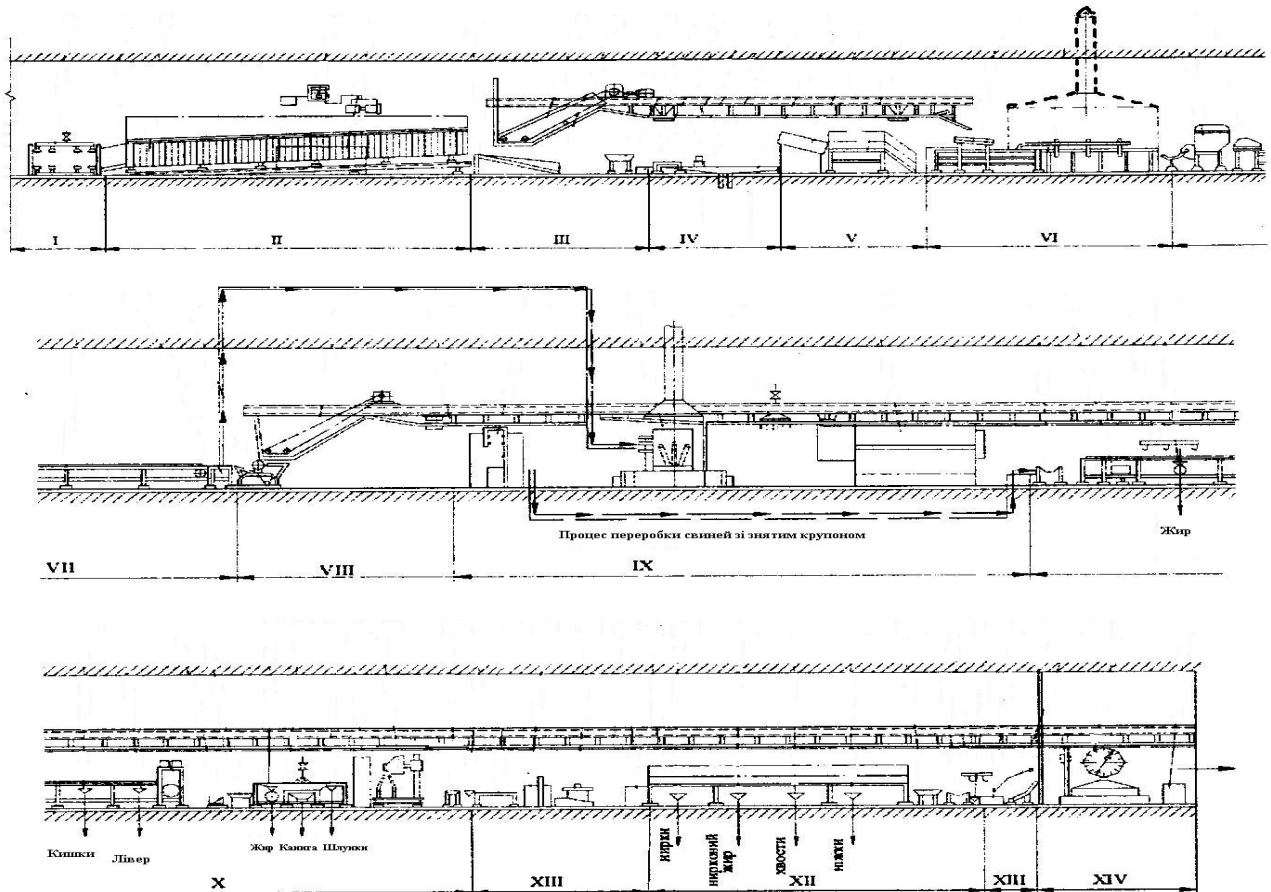 I II III IV V VI
Процес переробки свиней зі знятим крупоном
Жир
VII VIII IX
Кишки Лівер Жир Канига Шлунки
нирки
нирковий
жир
хвости
ніжки
X XIII XII XIII XIV